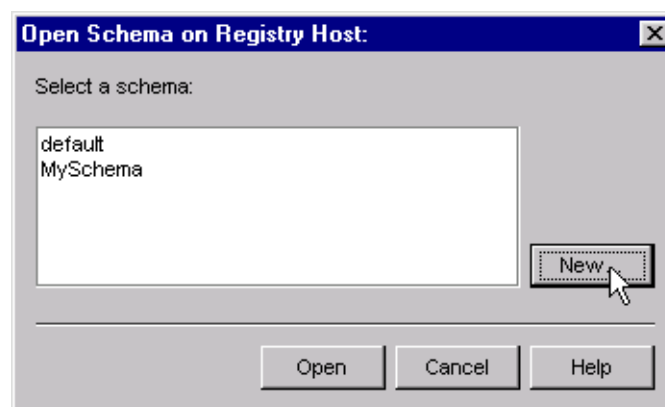 Open Schema on Registry Host:
Select a schema:
default
MySchema
New...
Open Cancel Help